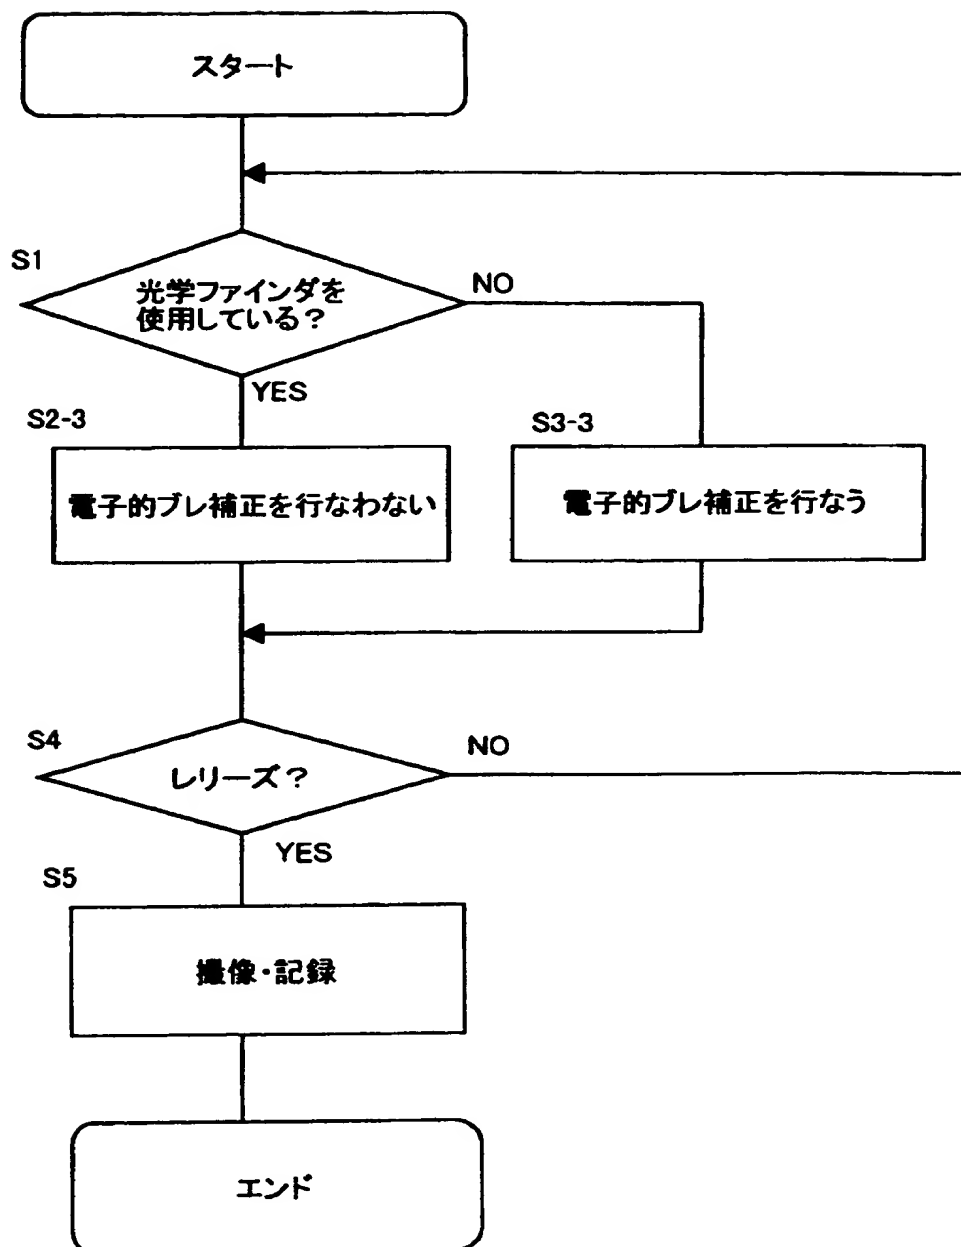 スタート
S1
光学ファインダを
使用している？
NO
YES
S2-3
電子的ブレ補正を行なわない
S3-3
電子的ブレ補正を行なう
S4
レリーズ？
NO
YES
S5
撮像・記録
エンド